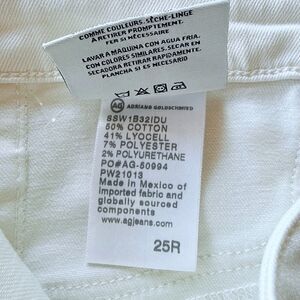 COMME COULEURS. SÈCHE-LINGE
A RETIRER PROMPTEMENT.
FER SI NÉCESSAIRE
LAVAR A MAQUINA CON AGUA FRIA.
CON COLORES SIMILARES. SECAR EN
SECADORA RETIRAR RAPIDAMENTE.
PLANCHA SI ES NECESARIO
AG ADRIANO GOLDSCHMIED
SSW1B32IDU
50% COTTON
41% LYOCELL
7% POLYESTER
2% POLYURETHANE
PO#AG-50994
PW21013
Made in Mexico of
imported fabric and
globally sourced
components
www.agjeans.com
25R